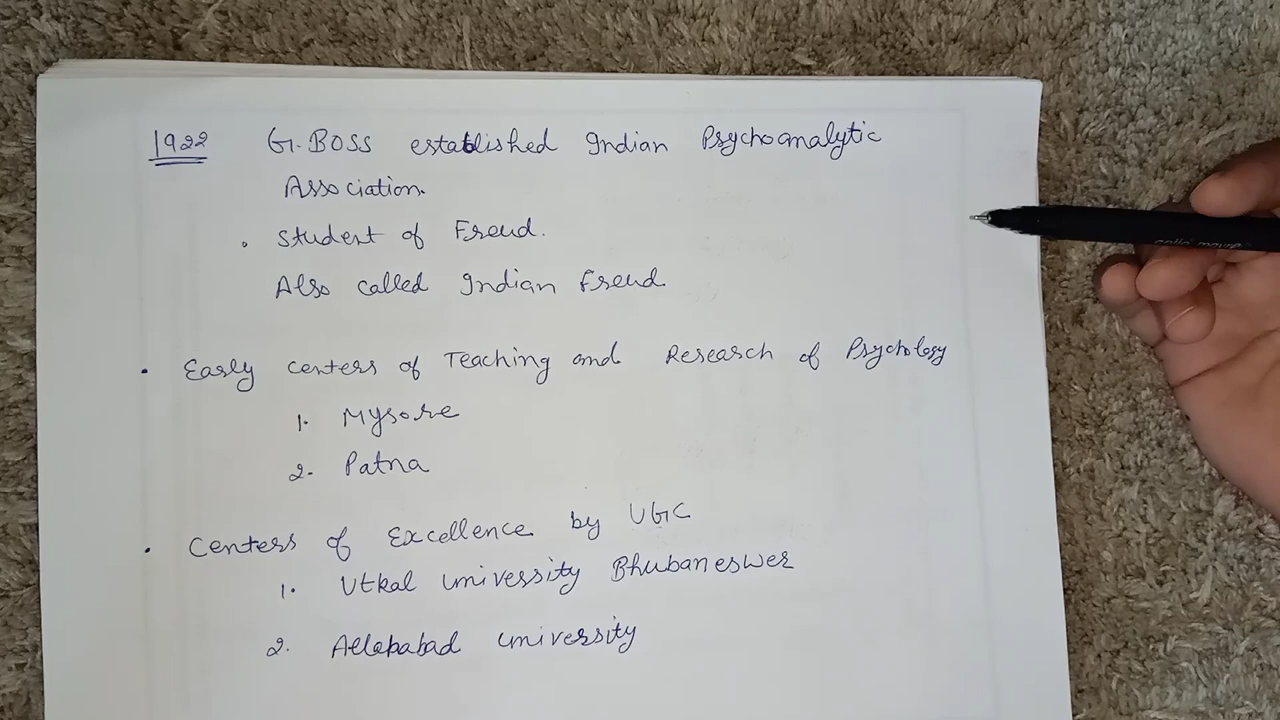 1922 G. BOSS established Indian Psychoanalytic
Association.
. Student of Freud.
Also called Indian Freud
. Early centers of Teaching and Research of Psychology
1. Mysore
2. Patna
. Centers of Excellence by UGC
1. Utkal University Bhubaneswer
2. Allahabad University